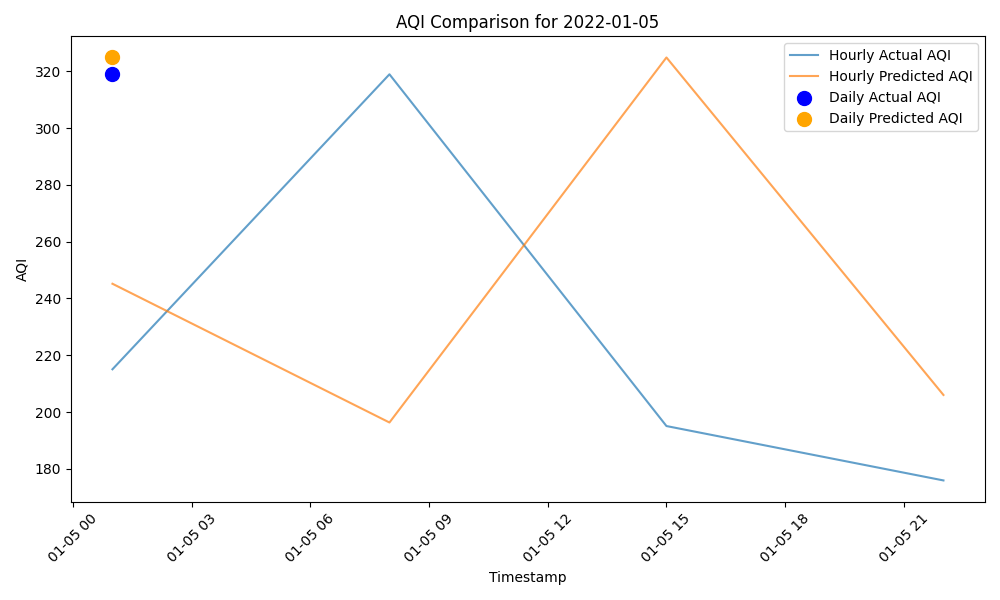 AQI Comparison for 2022-01-05
Hourly Actual AQI
Hourly Predicted AQI
Daily Actual AQI
Daily Predicted AQI
AQI
320
300
280
260
240
220
200
180
01-05 00
01-05 03
01-05 06
01-05 09
01-05 12
01-05 15
01-05 18
01-05 21
Timestamp